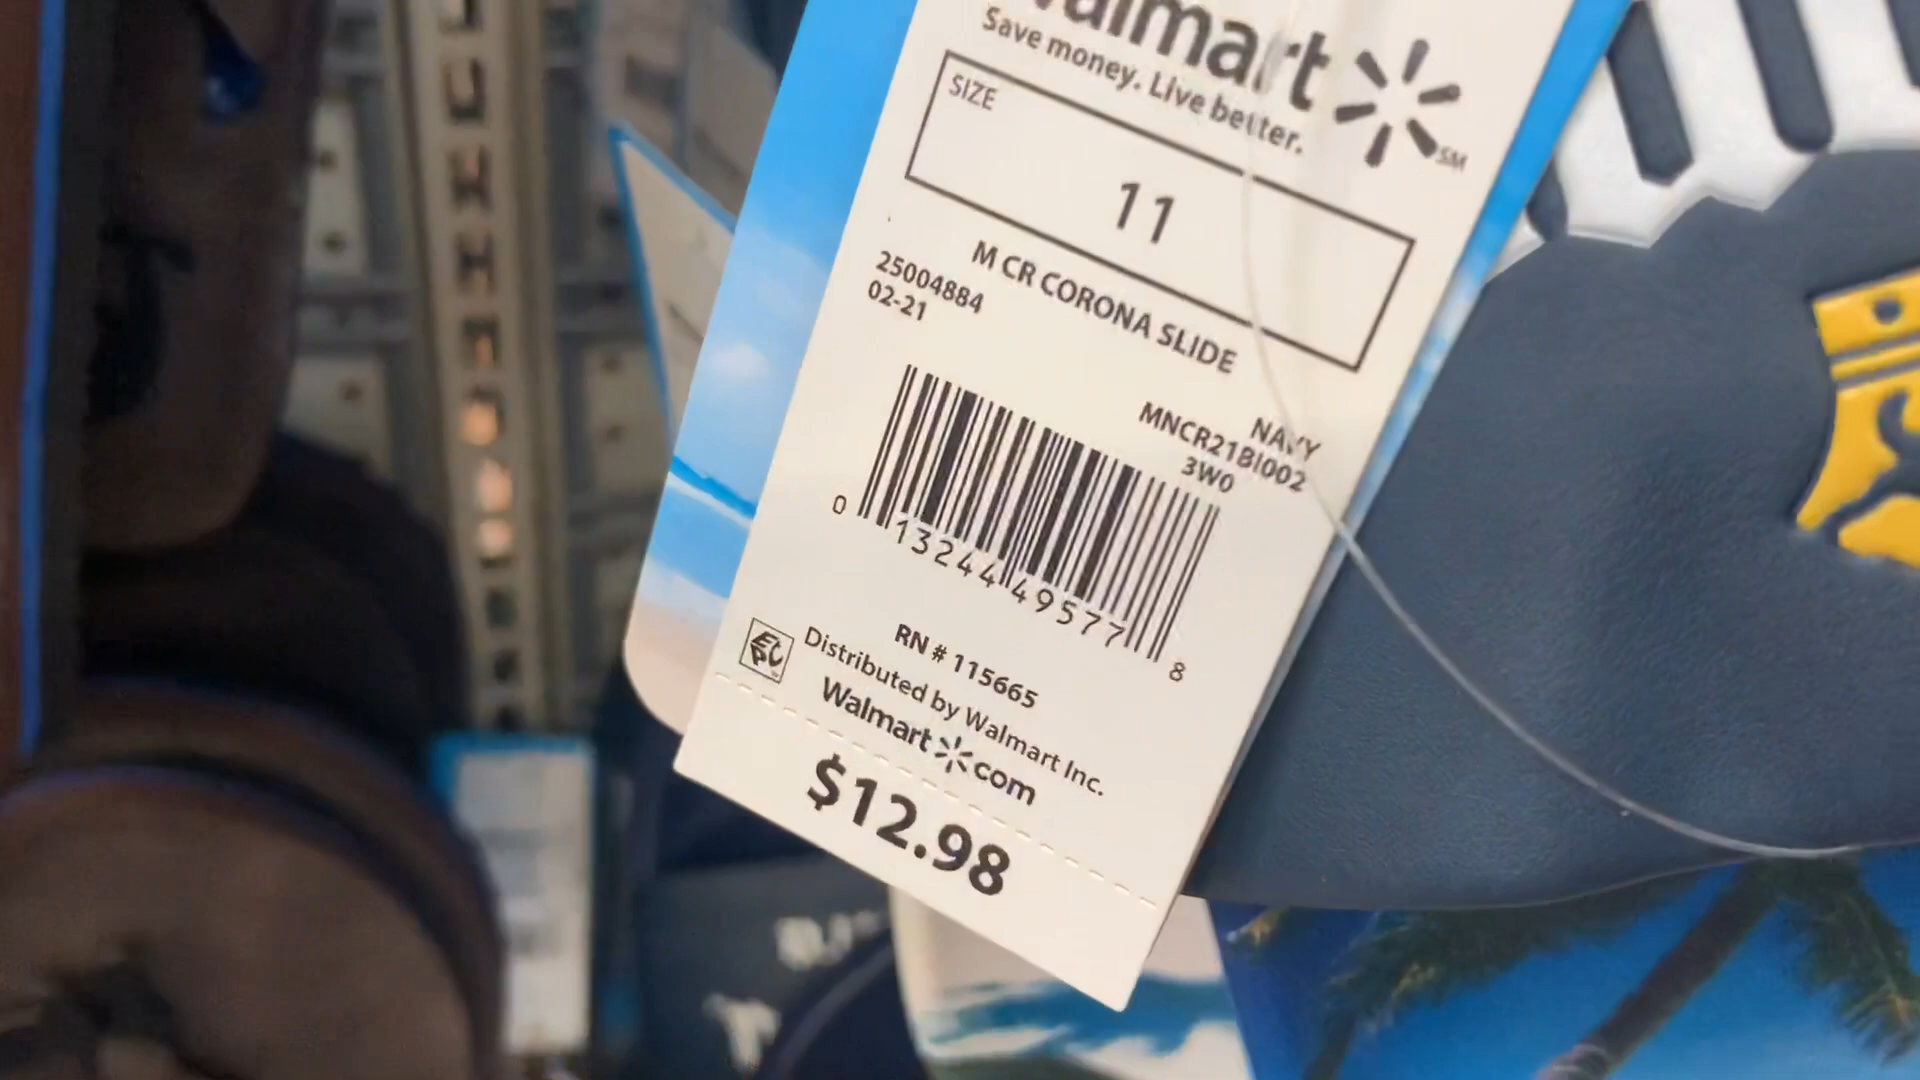 Walmart
Save money. Live better. SM
SIZE
11
M CR CORONA SLIDE
25004884
02-21
NAVY
MNCR21BI002
3W0
0 13244 49577 8
RN # 115665
Distributed by Walmart Inc.
Walmart com
$12.98